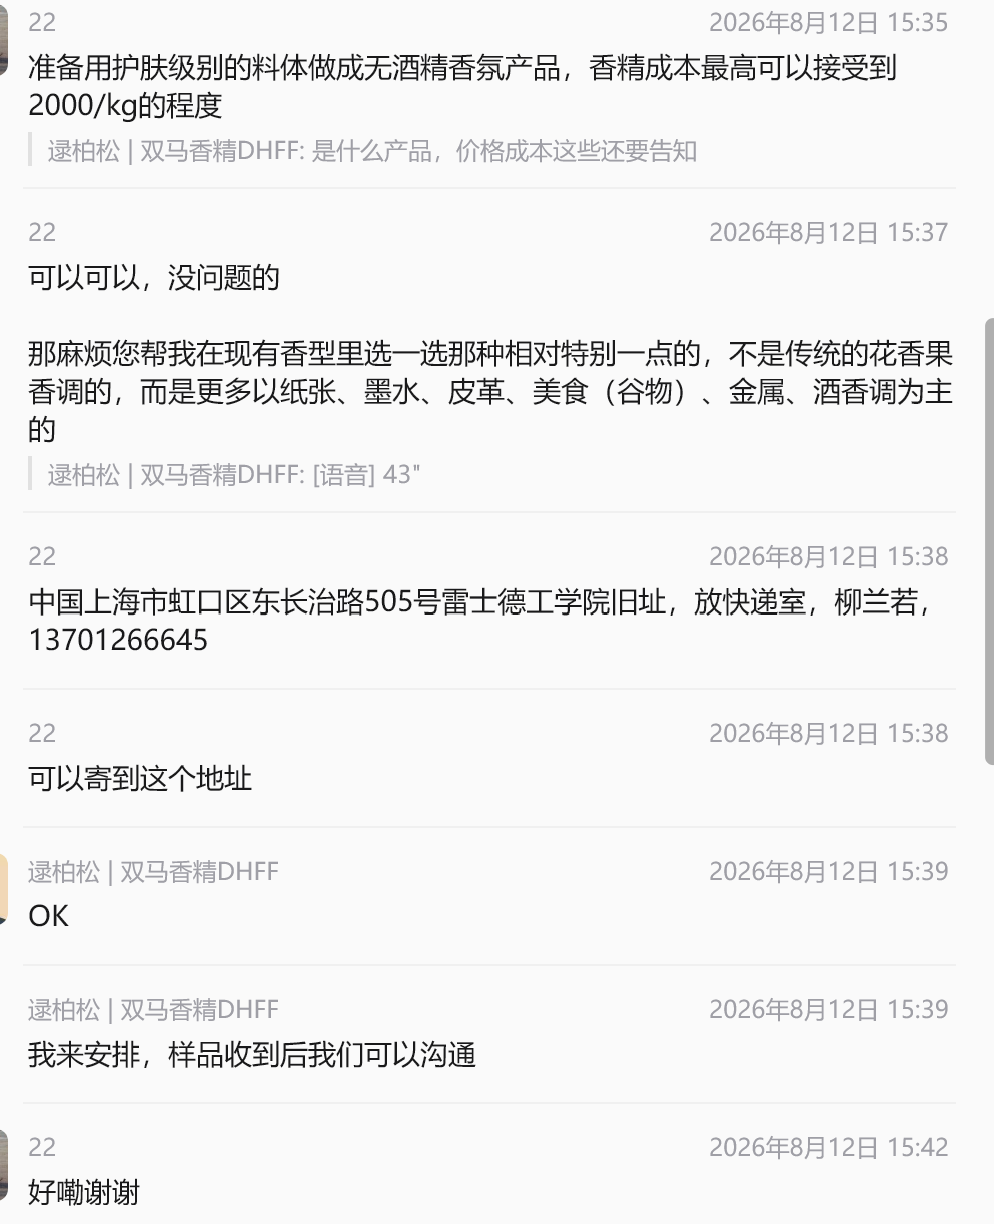 22 2026年8月12日 15:35
准备用护肤级别的料体做成无酒精香氛产品，香精成本最高可以接受到
2000/kg的程度
逯柏松 | 双马香精DHFF: 是什么产品，价格成本这些还要告知
22 2026年8月12日 15:37
可以可以，没问题的
那麻烦您帮我在现有香型里选一选那种相对特别一点的，不是传统的花香果
香调的，而是更多以纸张、墨水、皮革、美食（谷物）、金属、酒香调为主
的
逯柏松 | 双马香精DHFF: [语音] 43"
22 2026年8月12日 15:38
中国上海市虹口区东长治路505号雷士德工学院旧址，放快递室，柳兰若，
13701266645
22 2026年8月12日 15:38
可以寄到这个地址
逯柏松 | 双马香精DHFF 2026年8月12日 15:39
OK
逯柏松 | 双马香精DHFF 2026年8月12日 15:39
我来安排，样品收到后我们可以沟通
22 2026年8月12日 15:42
好嘞谢谢